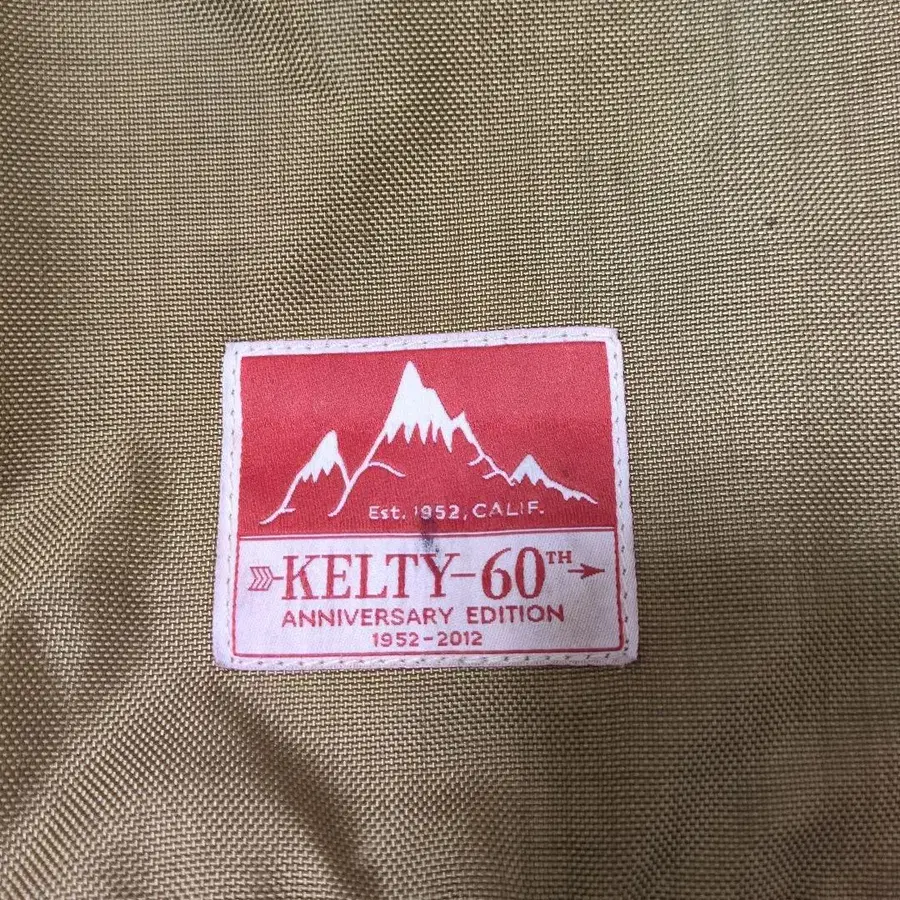 Est. 1952, CALIF.
KELTY-60TH
ANNIVERSARY EDITION
1952-2012